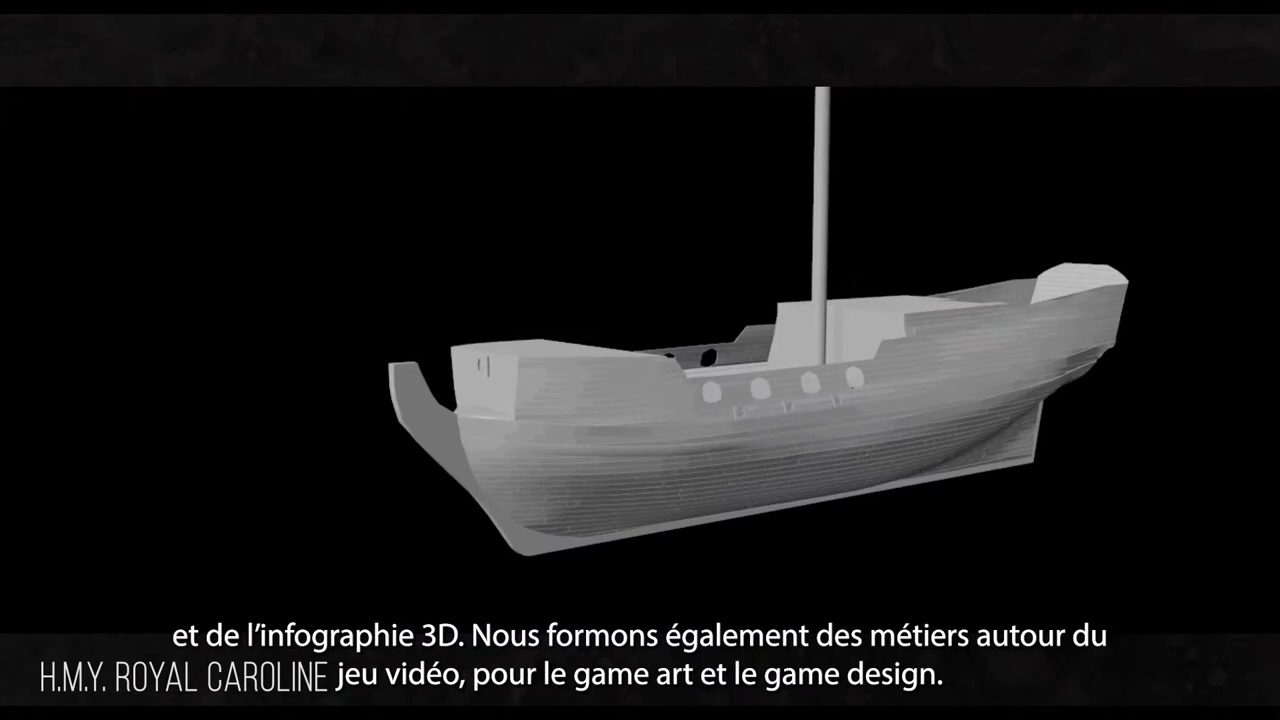 et de l’infographie 3D. Nous formons également des métiers autour du
jeu vidéo, pour le game art et le game design.
H.M.Y. ROYAL CAROLINE